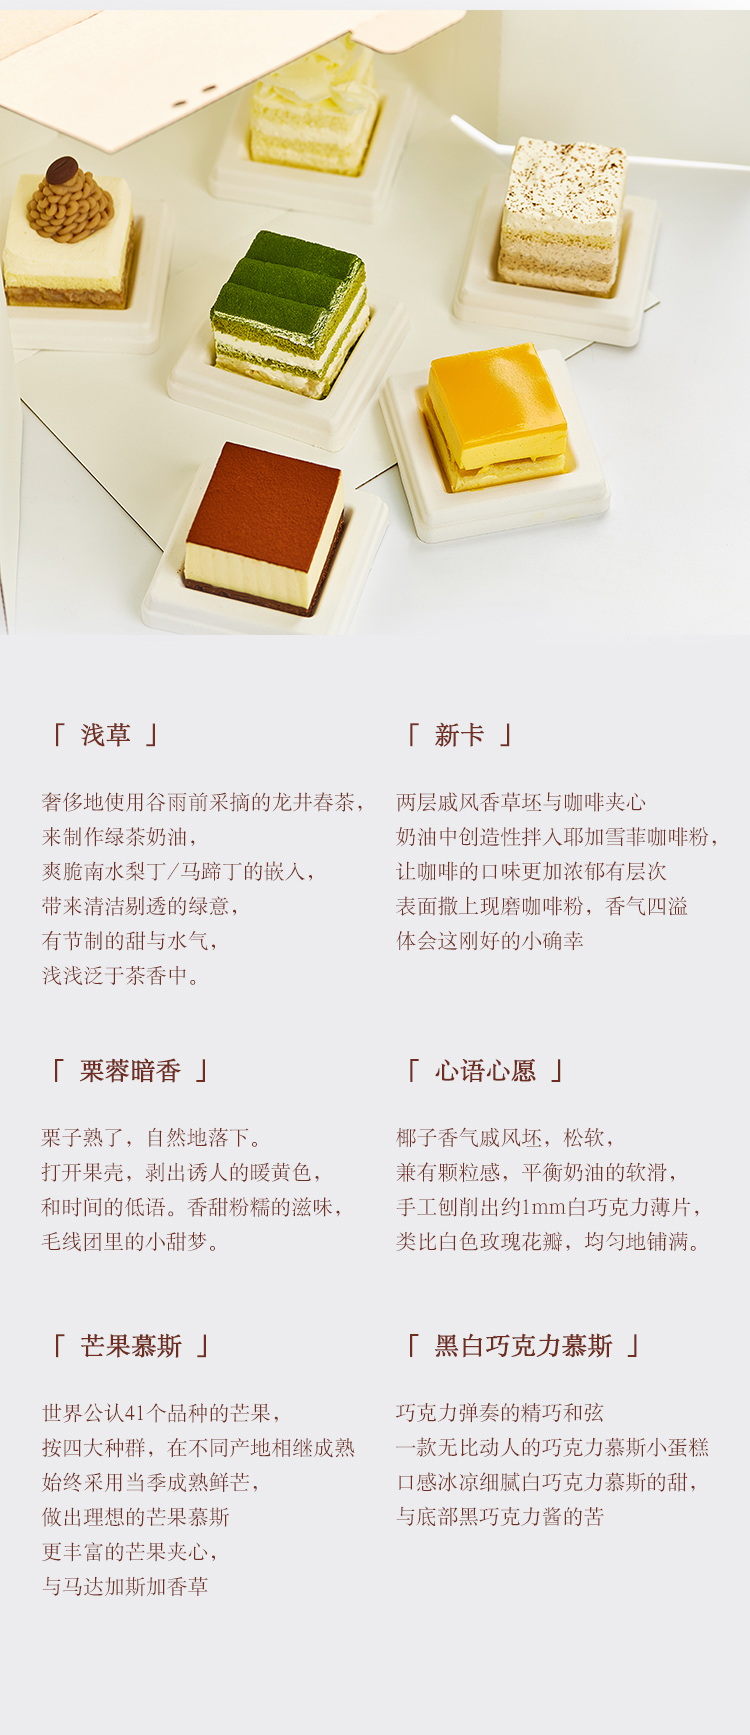 「 浅草 」
奢侈地使用谷雨前采摘的龙井春茶，
来制作绿茶奶油，
爽脆南水梨丁/马蹄丁的嵌入，
带来清洁剔透的绿意，
有节制的甜与水气，
浅浅泛于茶香中。
「 新卡 」
两层戚风香草坯与咖啡夹心
奶油中创造性拌入耶加雪菲咖啡粉，
让咖啡的口味更加浓郁有层次
表面撒上现磨咖啡粉，香气四溢
体会这刚好的小确幸
「 栗蓉暗香 」
栗子熟了，自然地落下。
打开果壳，剥出诱人的暖黄色，
和时间的低语。香甜粉糯的滋味，
毛线团里的小甜梦。
「 心语心愿 」
椰子香气戚风坯，松软，
兼有颗粒感，平衡奶油的软滑，
手工刨削出约1mm白巧克力薄片，
类比白色玫瑰花瓣，均匀地铺满。
「 芒果慕斯 」
世界公认41个品种的芒果，
按四大种群，在不同产地相继成熟
始终采用当季成熟鲜芒，
做出理想的芒果慕斯
更丰富的芒果夹心，
与马达加斯加香草
「 黑白巧克力慕斯 」
巧克力弹奏的精巧和弦
一款无比动人的巧克力慕斯小蛋糕
口感冰凉细腻白巧克力慕斯的甜，
与底部黑巧克力酱的苦